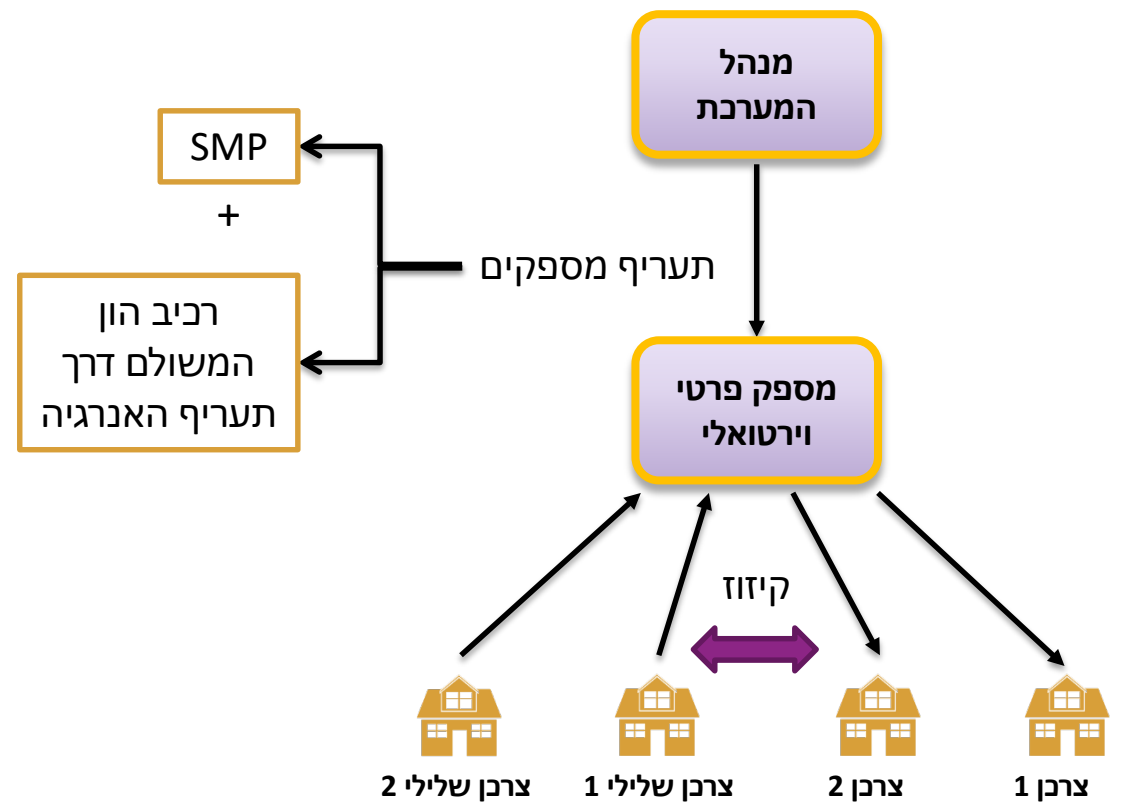 מנהל
המערכת
SMP
+
תעריף מספקים
רכיב הון
המשולם דרך
תעריף האנרגיה
מספק פרטי
וירטואלי
קיזוז
צרכן 1
צרכן 2
צרכן שלילי 1
צרכן שלילי 2